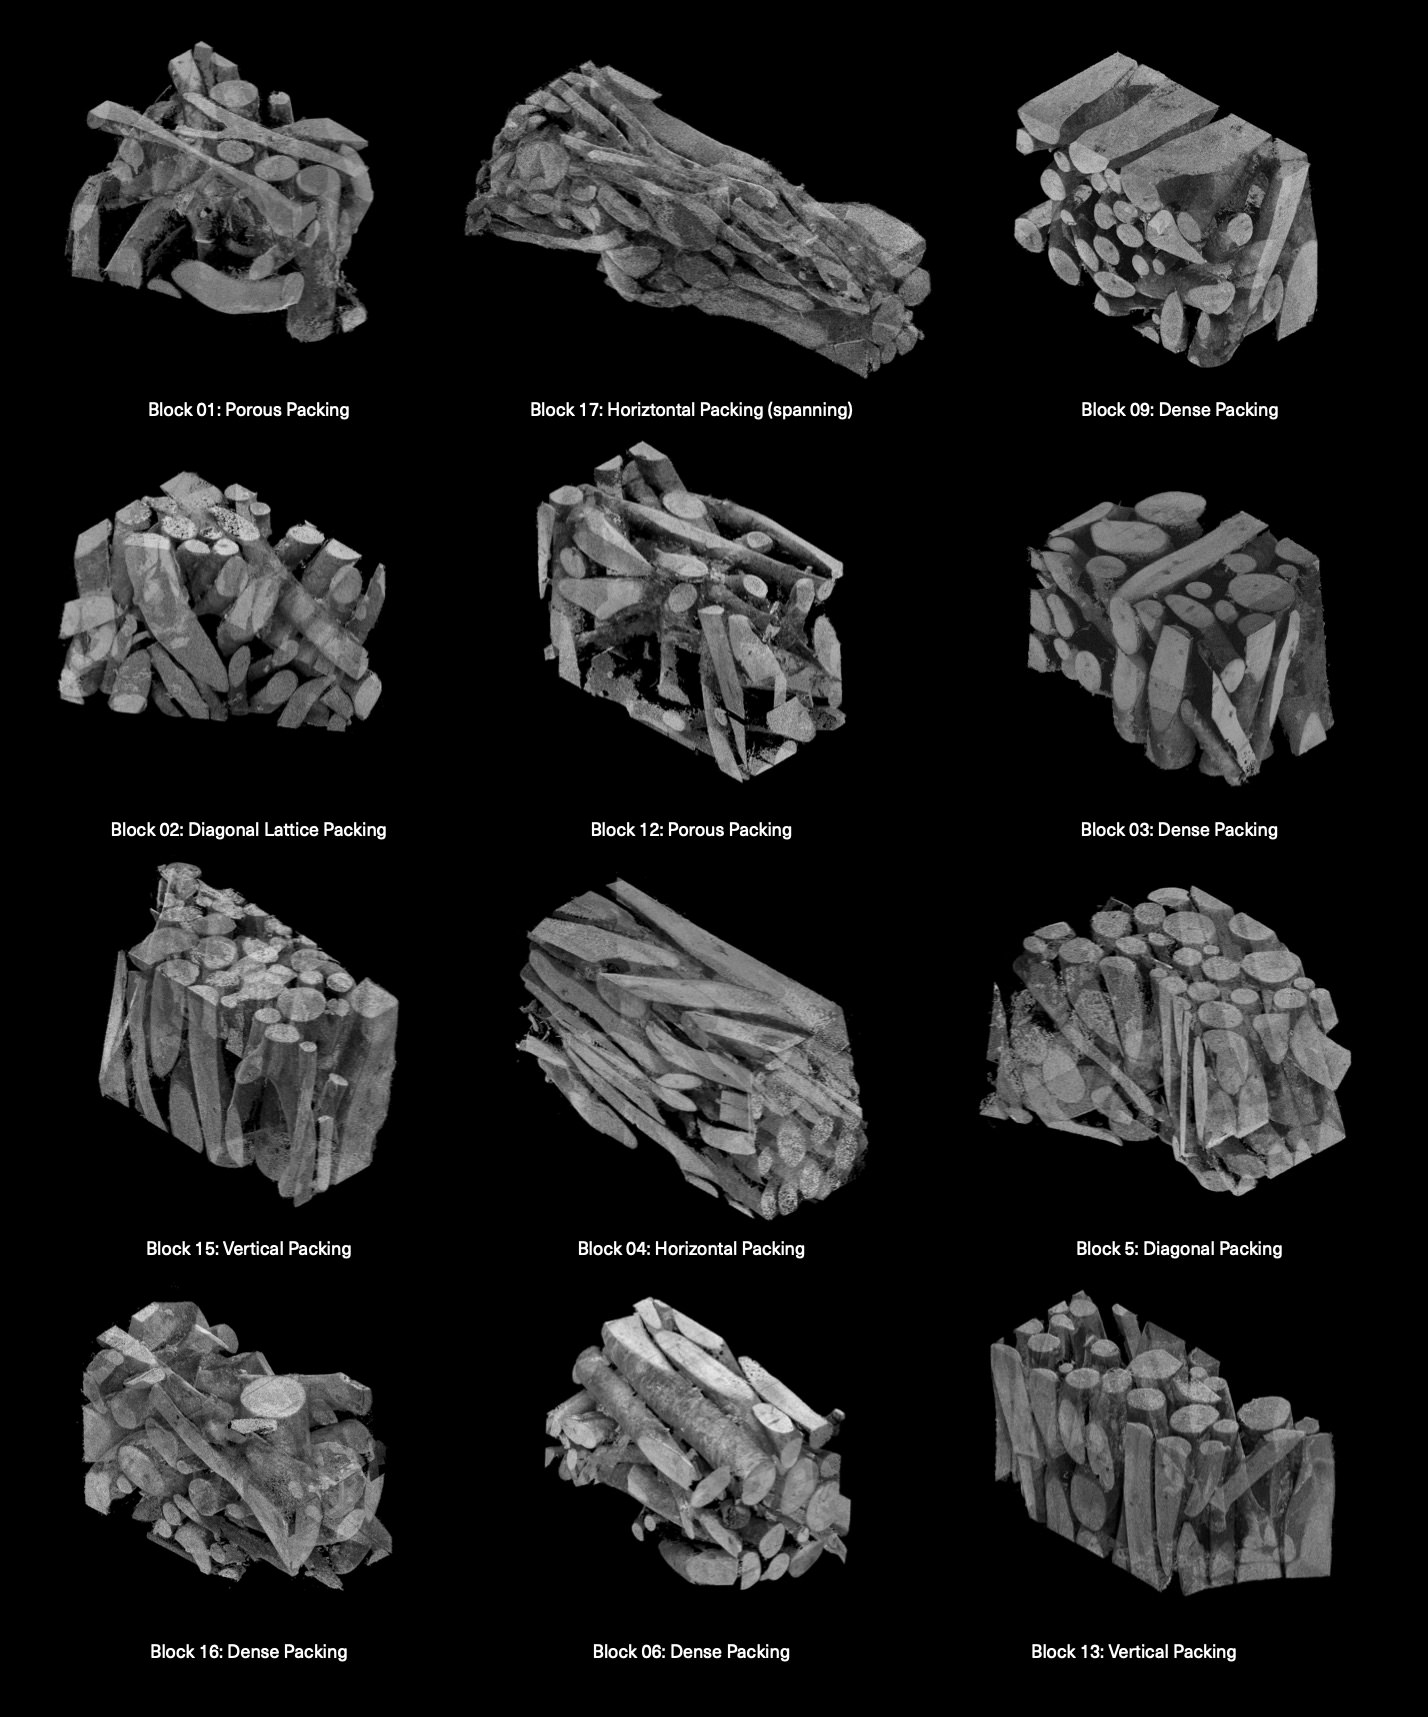 Block 01: Porous Packing
Block 17: Horiztontal Packing (spanning)
Block 09: Dense Packing
Block 02: Diagonal Lattice Packing
Block 12: Porous Packing
Block 03: Dense Packing
Block 15: Vertical Packing
Block 04: Horizontal Packing
Block 5: Diagonal Packing
Block 16: Dense Packing
Block 06: Dense Packing
Block 13: Vertical Packing